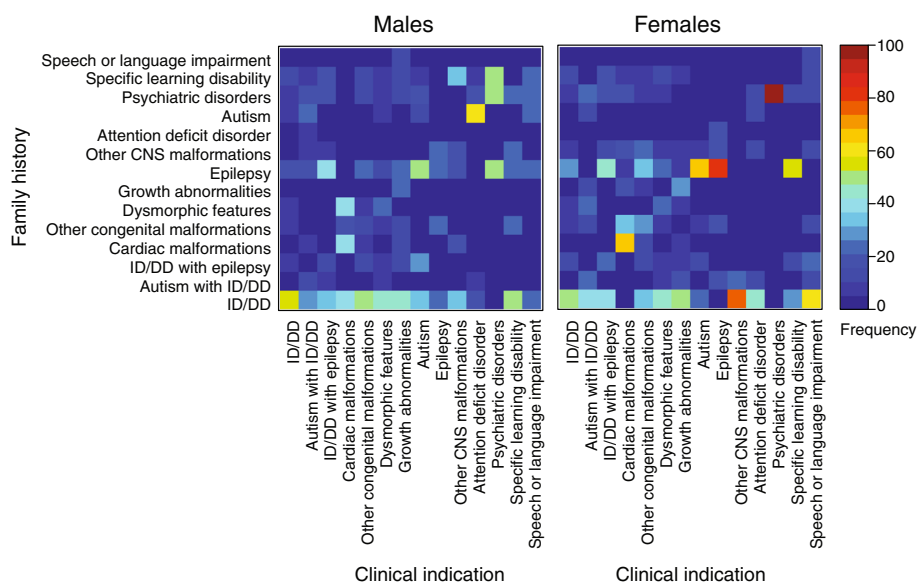 Males
Females
Family history
Speech or language impairment
Specific learning disability
Psychiatric disorders
Autism
Attention deficit disorder
Other CNS malformations
Epilepsy
Growth abnormalities
Dysmorphic features
Other congenital malformations
Cardiac malformations
ID/DD with epilepsy
Autism with ID/DD
ID/DD
100
80
60
40
20
0
Frequency
ID/DD
Autism with ID/DD
ID/DD with epilepsy
Cardiac malformations
Other congenital malformations
Dysmorphic features
Growth abnormalities
Autism
Epilepsy
Other CNS malformations
Attention deficit disorder
Psychiatric disorders
Specific learning disability
Speech or language impairment
ID/DD
Autism with ID/DD
ID/DD with epilepsy
Cardiac malformations
Other congenital malformations
Dysmorphic features
Growth abnormalities
Autism
Epilepsy
Other CNS malformations
Attention deficit disorder
Psychiatric disorders
Specific learning disability
Speech or language impairment
Clinical indication
Clinical indication